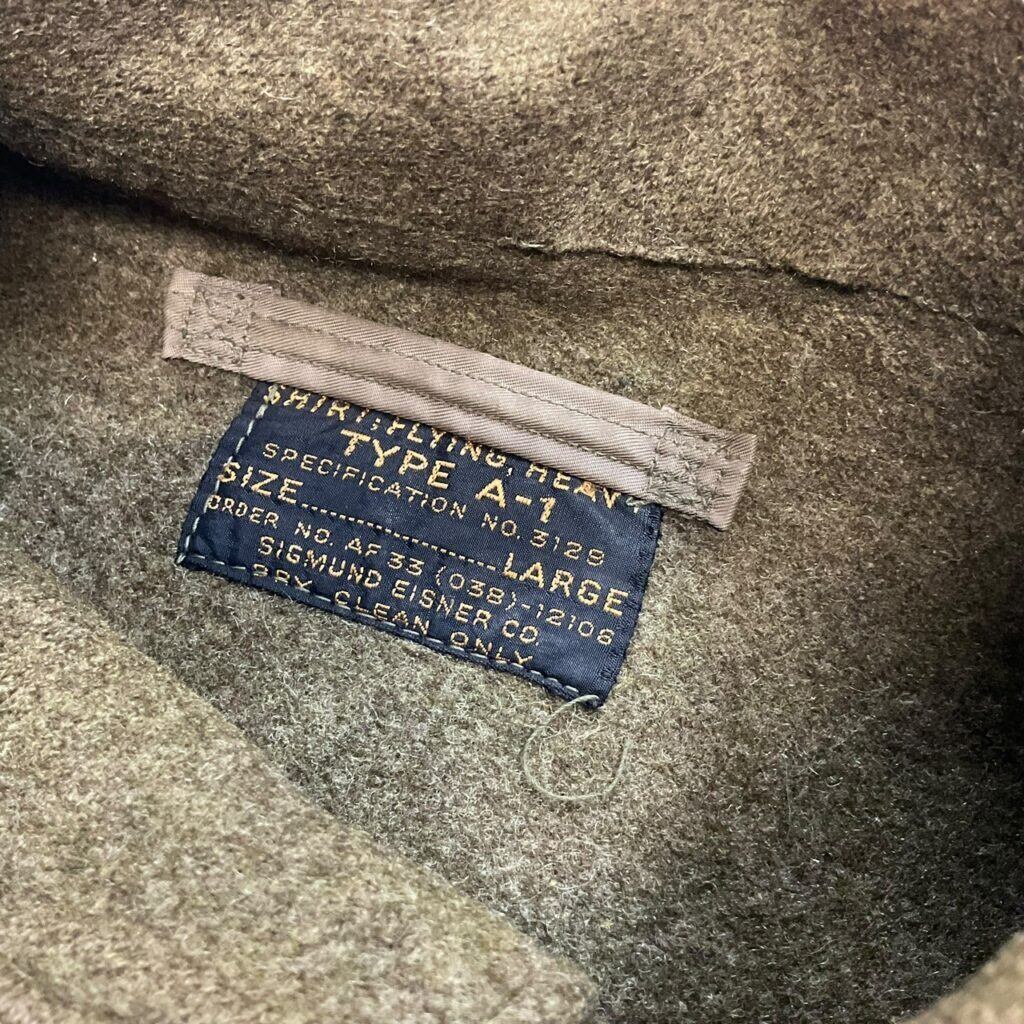 SHIRT, FLYING, HEAVY
TYPE A-1
SPECIFICATION NO. 3129
SIZE....................LARGE
ORDER NO. AF 33 (038)-12106
SIGMUND EISNER CO.
DRY CLEAN ONLY